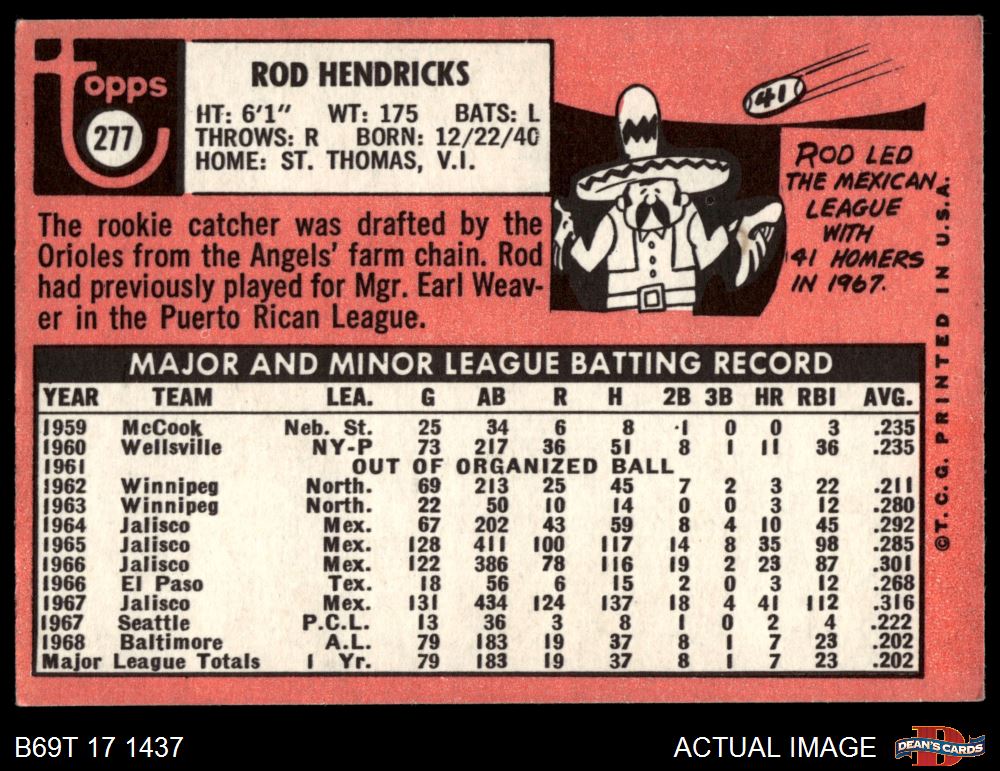 topps
277
ROD HENDRICKS
HT: 6'1" WT: 175 BATS: L
THROWS: R BORN: 12/22/40
HOME: ST. THOMAS, V.I.
41
ROD LED
THE MEXICAN
LEAGUE
WITH
41 HOMERS
IN 1967.
The rookie catcher was drafted by the
Orioles from the Angels' farm chain. Rod
had previously played for Mgr. Earl Weav-
er in the Puerto Rican League.
MAJOR AND MINOR LEAGUE BATTING RECORD
YEAR TEAM LEA. G AB R H 2B 3B HR RBI AVG.
1959 McCook Neb. St. 25 34 6 8 1 0 0 3 .235
1960 Wellsville NY-P 73 217 36 51 8 1 11 36 .235
1961 OUT OF ORGANIZED BALL
1962 Winnipeg North. 69 213 25 45 7 2 3 22 .211
1963 Winnipeg North. 22 50 10 14 0 0 3 12 .280
1964 Jalisco Mex. 67 202 43 59 8 4 10 45 .292
1965 Jalisco Mex. 128 411 100 117 14 8 35 98 .285
1966 Jalisco Mex. 122 386 78 116 19 2 23 87 .301
1966 El Paso Tex. 18 56 6 15 2 0 3 12 .268
1967 Jalisco Mex. 131 434 124 137 18 4 41 112 .316
1967 Seattle P.C.L. 13 36 3 8 1 0 2 4 .222
1968 Baltimore A.L. 79 183 19 37 8 1 7 23 .202
Major League Totals 1 Yr. 79 183 19 37 8 1 7 23 .202
©T.C.G. PRINTED IN U.S.A.
B69T 17 1437
ACTUAL IMAGE
D
DEAN'S CARDS